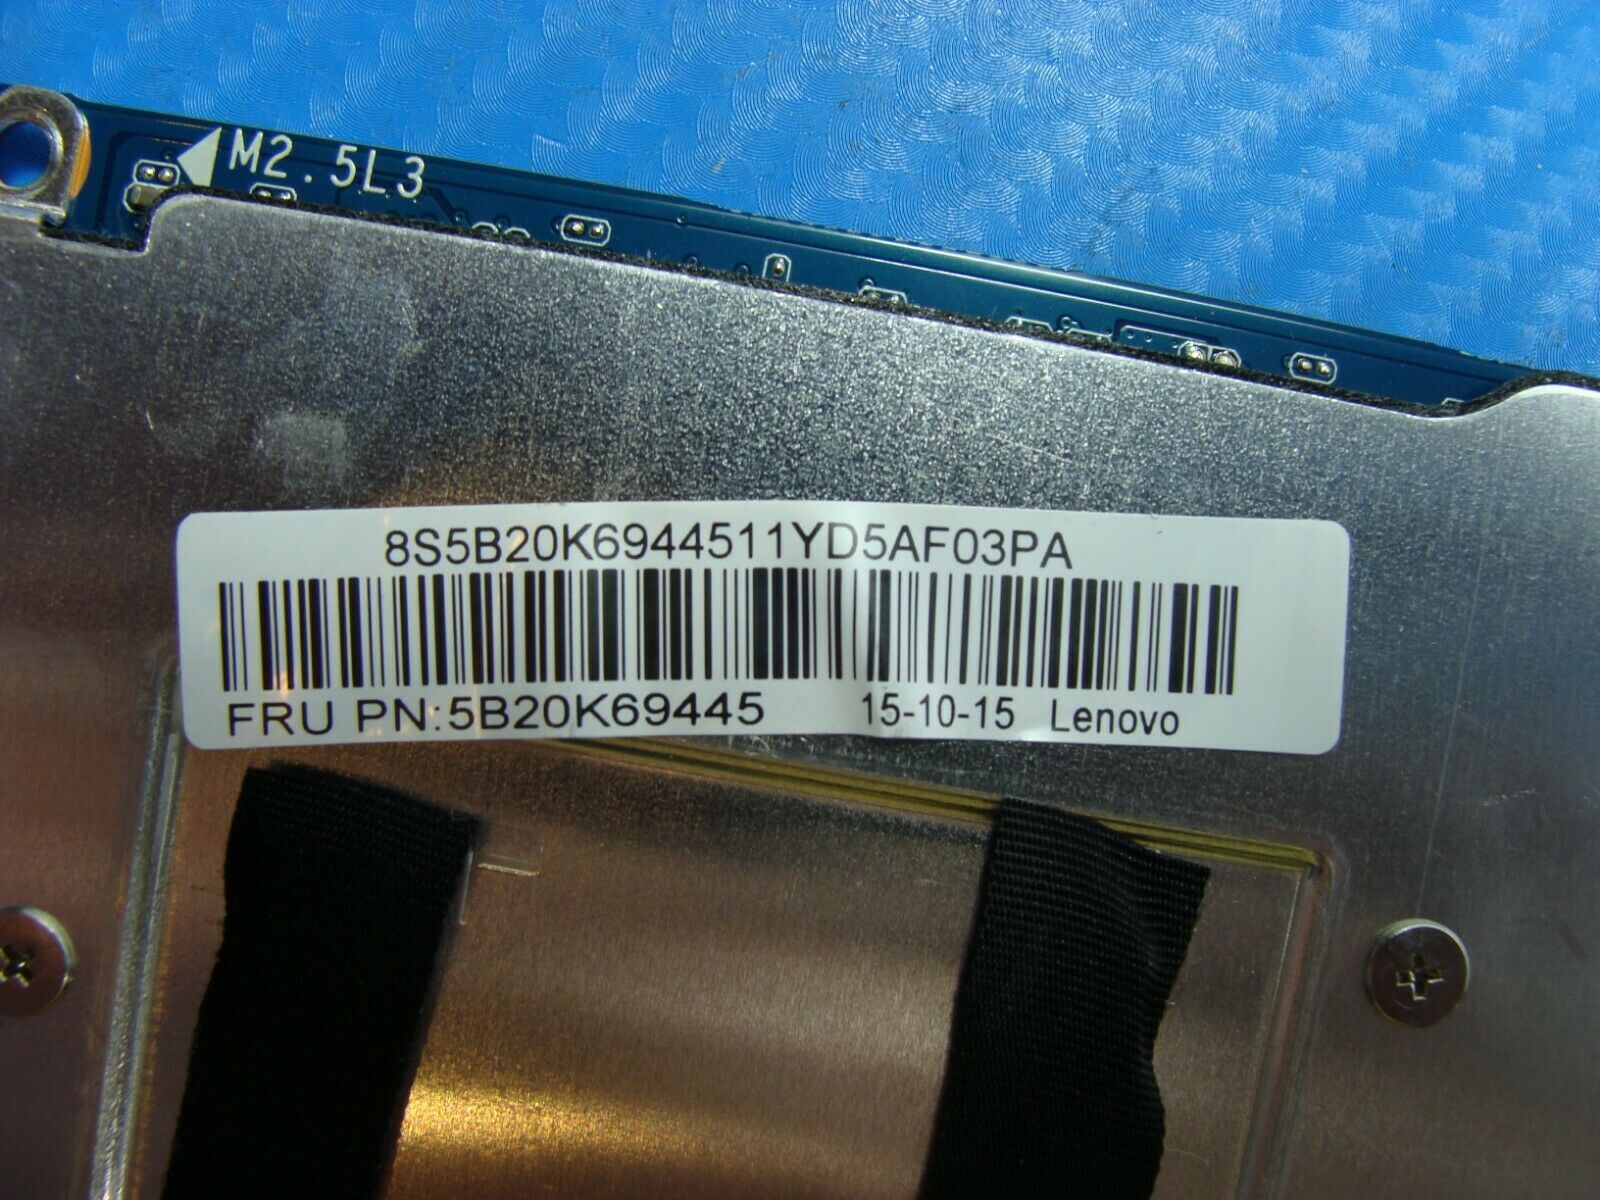 M2.5L3
8S5B20K6944511YD5AF03PA
FRU PN:5B20K69445 15-10-15 Lenovo